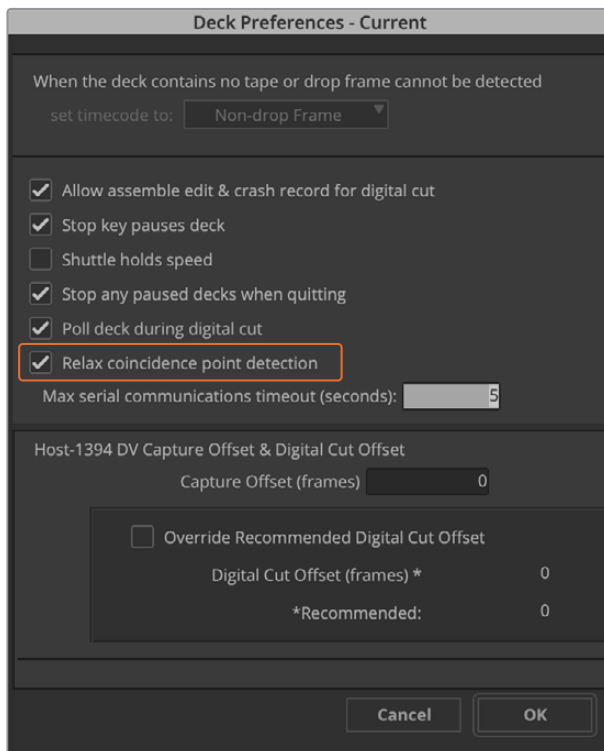 Deck Preferences - Current
When the deck contains no tape or drop frame cannot be detected
set timecode to: Non-drop Frame
Allow assemble edit & crash record for digital cut
Stop key pauses deck
Shuttle holds speed
Stop any paused decks when quitting
Poll deck during digital cut
Relax coincidence point detection
Max serial communications timeout (seconds): 5
Host-1394 DV Capture Offset & Digital Cut Offset
Capture Offset (frames) 0
Override Recommended Digital Cut Offset
Digital Cut Offset (frames) * 0
*Recommended: 0
Cancel OK